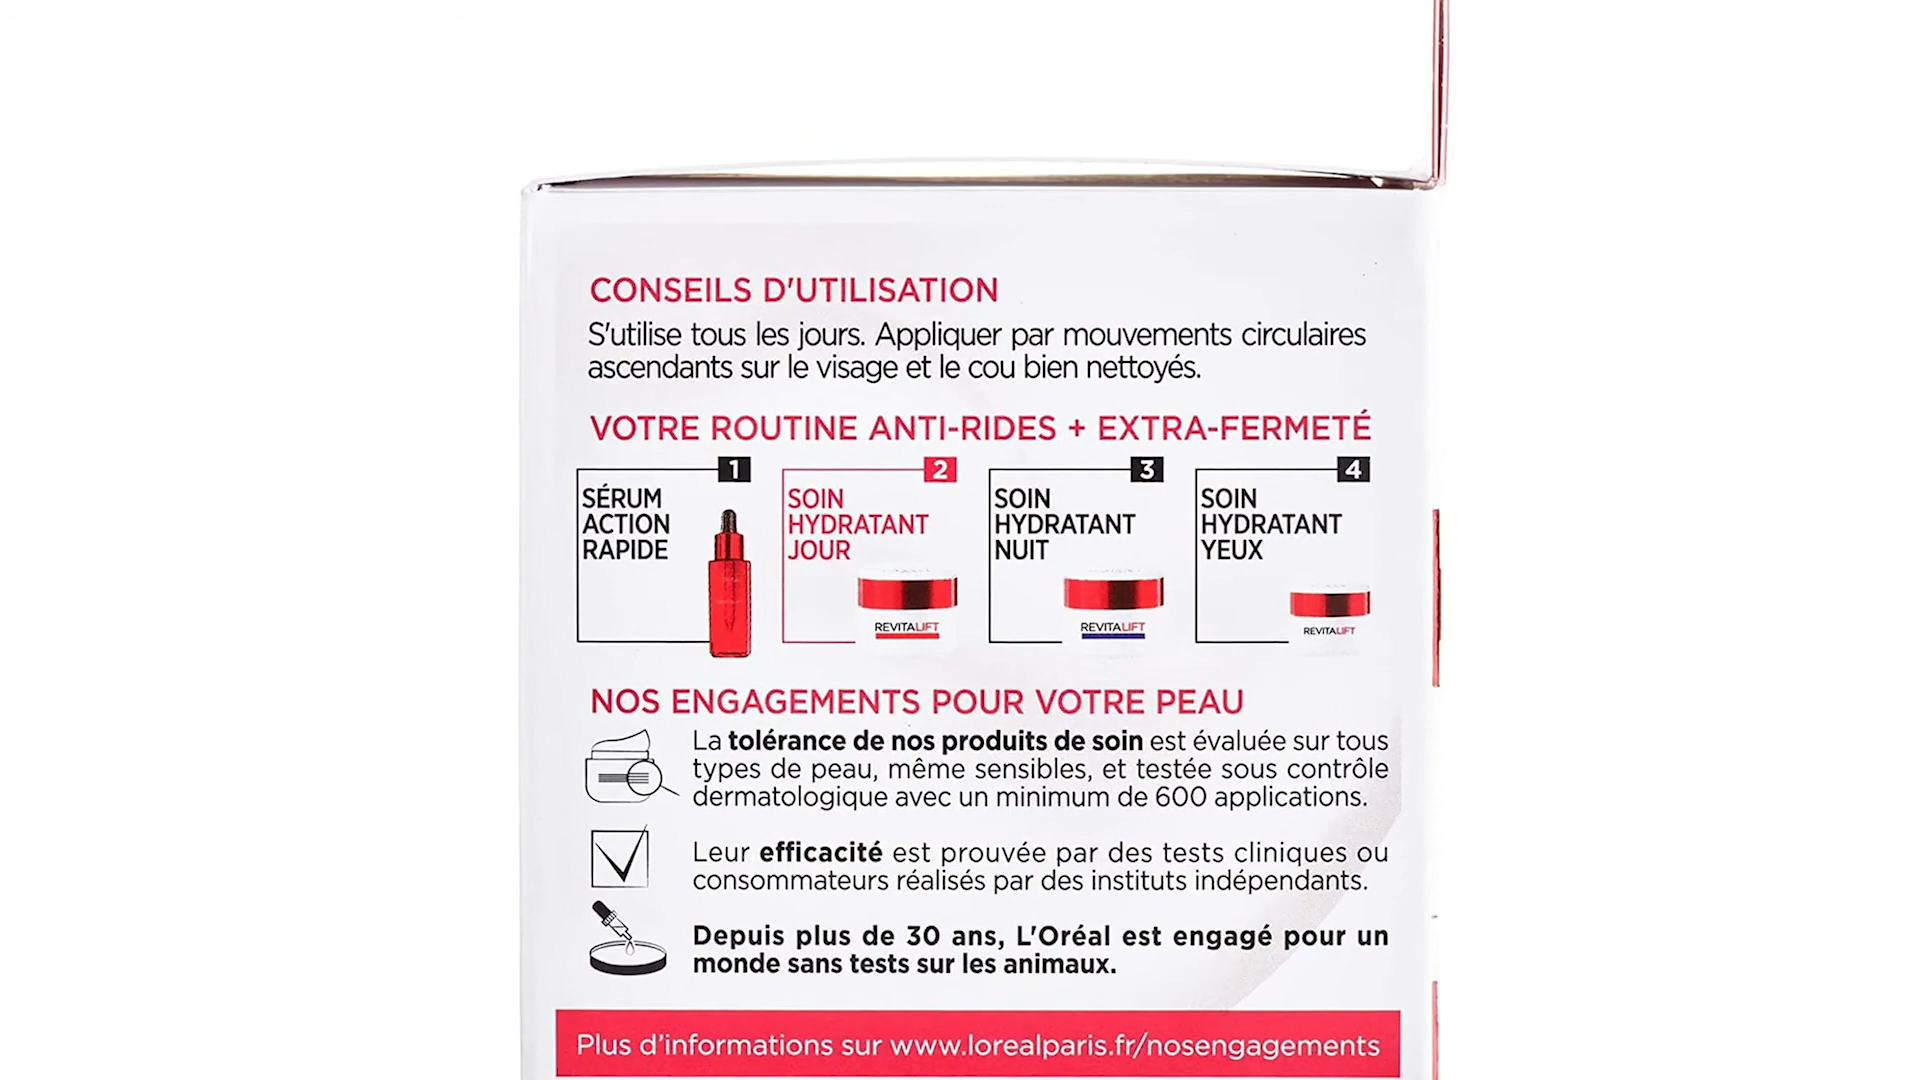 CONSEILS D'UTILISATION
S'utilise tous les jours. Appliquer par mouvements circulaires
ascendants sur le visage et le cou bien nettoyés.
VOTRE ROUTINE ANTI-RIDES + EXTRA-FERMETÉ
1
SÉRUM
ACTION
RAPIDE
2
SOIN
HYDRATANT
JOUR
REVITALIFT
3
SOIN
HYDRATANT
NUIT
REVITALIFT
4
SOIN
HYDRATANT
YEUX
REVITALIFT
NOS ENGAGEMENTS POUR VOTRE PEAU
La tolérance de nos produits de soin est évaluée sur tous
types de peau, même sensibles, et testée sous contrôle
dermatologique avec un minimum de 600 applications.
Leur efficacité est prouvée par des tests cliniques ou
consommateurs réalisés par des instituts indépendants.
Depuis plus de 30 ans, L'Oréal est engagé pour un
monde sans tests sur les animaux.
Plus d'informations sur www.lorealparis.fr/nosengagements